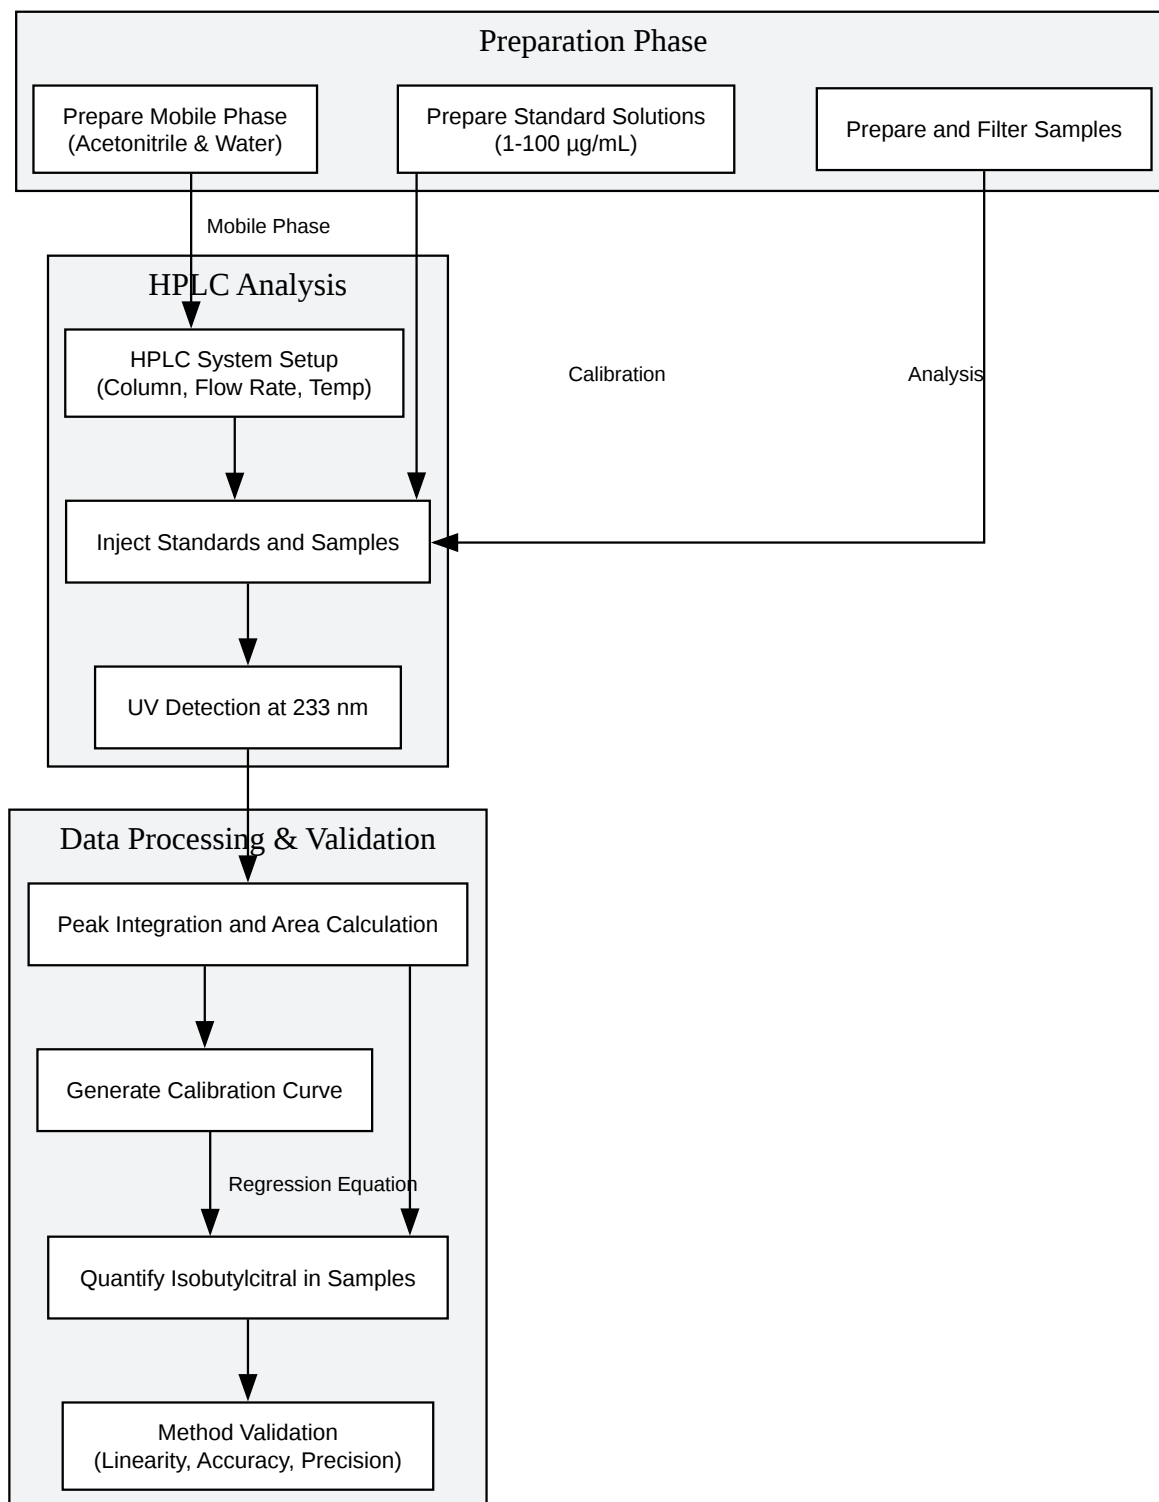 Preparation Phase
Prepare Mobile Phase
(Acetonitrile & Water)
Prepare Standard Solutions
(1-100 µg/mL)
Prepare and Filter Samples
Mobile Phase
HPLC Analysis
HPLC System Setup
(Column, Flow Rate, Temp)
Calibration
Analysis
Inject Standards and Samples
UV Detection at 233 nm
Data Processing & Validation
Peak Integration and Area Calculation
Generate Calibration Curve
Regression Equation
Quantify Isobutylcitral in Samples
Method Validation
(Linearity, Accuracy, Precision)